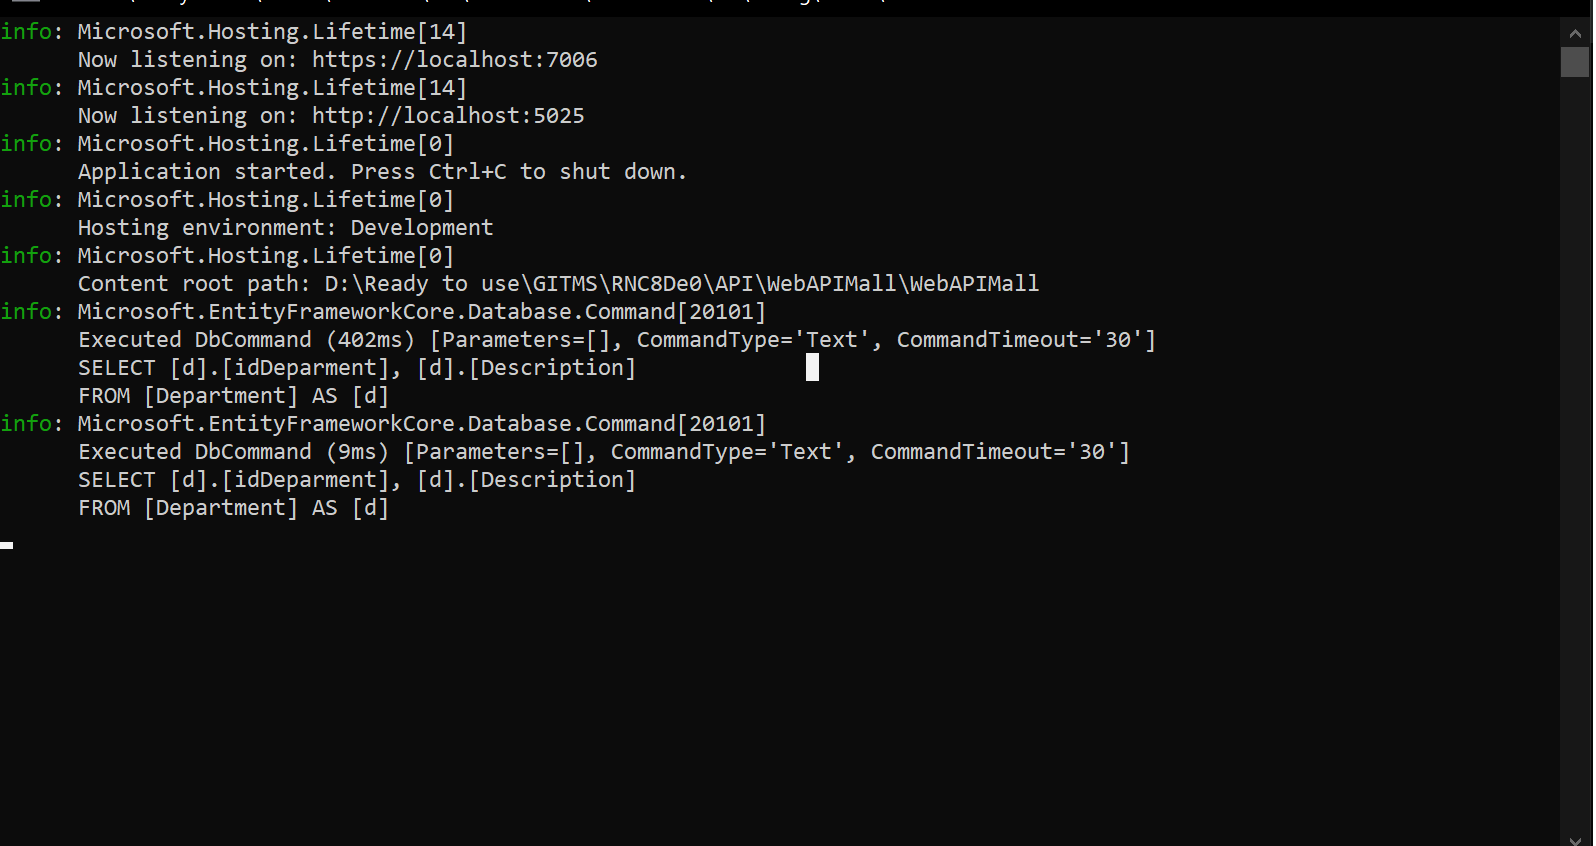 info: Microsoft.Hosting.Lifetime[14]
Now listening on: https://localhost:7006
info: Microsoft.Hosting.Lifetime[14]
Now listening on: http://localhost:5025
info: Microsoft.Hosting.Lifetime[0]
Application started. Press Ctrl+C to shut down.
info: Microsoft.Hosting.Lifetime[0]
Hosting environment: Development
info: Microsoft.Hosting.Lifetime[0]
Content root path: D:\Ready to use\GITMS\RNC8De0\API\WebAPIMall\WebAPIMall
info: Microsoft.EntityFrameworkCore.Database.Command[20101]
Executed DbCommand (402ms) [Parameters=[], CommandType='Text', CommandTimeout='30']
SELECT [d].[idDeparment], [d].[Description]
FROM [Department] AS [d]
info: Microsoft.EntityFrameworkCore.Database.Command[20101]
Executed DbCommand (9ms) [Parameters=[], CommandType='Text', CommandTimeout='30']
SELECT [d].[idDeparment], [d].[Description]
FROM [Department] AS [d]